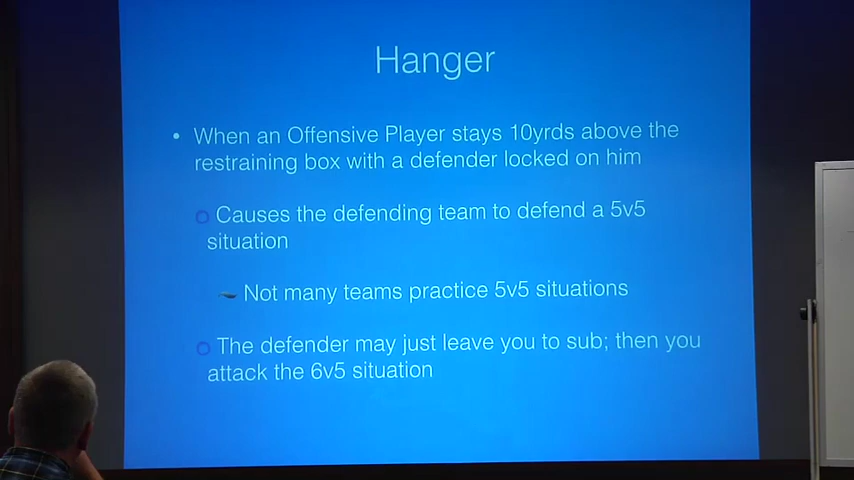 Hanger
• When an Offensive Player stays 10yrds above the
restraining box with a defender locked on him
Causes the defending team to defend a 5v5
situation
Not many teams practice 5v5 situations
The defender may just leave you to sub; then you
attack the 6v5 situation